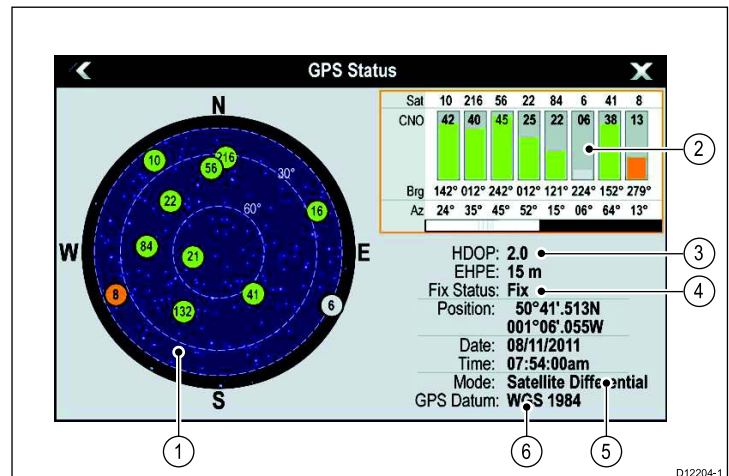 GPS Status
N
10
216
56
30°
22
60°
16
W
84
21
E
8
41
6
132
S
1
Sat 10 216 56 22 84 6 41 8
CNO 42 40 45 25 22 06 38 13
2
Brg 142° 012° 242° 012° 121° 224° 152° 279°
Az 24° 35° 45° 52° 15° 06° 64° 13°
HDOP: 2.0
3
EHPE: 15 m
Fix Status: Fix
4
Position: 50°41'.513N
001°06'.055W
Date: 08/11/2011
Time: 07:54:00am
Mode: Satellite Differential
GPS Datum: WGS 1984
6
5
D12204-1